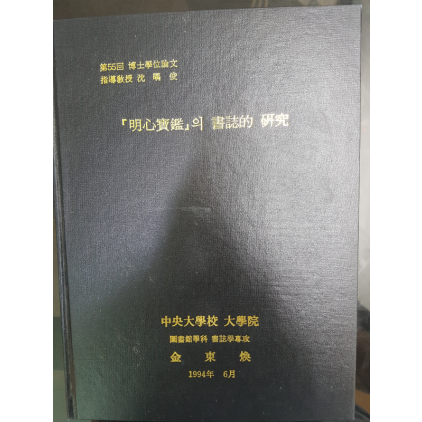 第55回 博士學位論文
指導敎授 沈 㬂 俊
『明心寶鑑』의 書誌的 硏究
中央大學校 大學院
圖書館學科 書誌學專攻
金 東 煥
1994年 6月